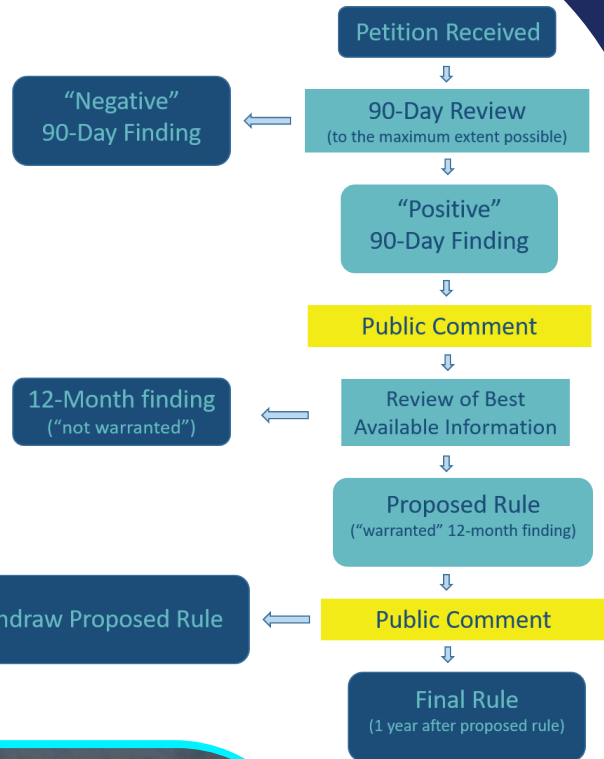 Petition Received
“Negative”
90-Day Finding
90-Day Review
(to the maximum extent possible)
“Positive”
90-Day Finding
Public Comment
12-Month finding
(“not warranted”)
Review of Best
Available Information
Proposed Rule
(“warranted” 12-month finding)
Proposed Rule
Public Comment
Final Rule
(1 year after proposed rule)